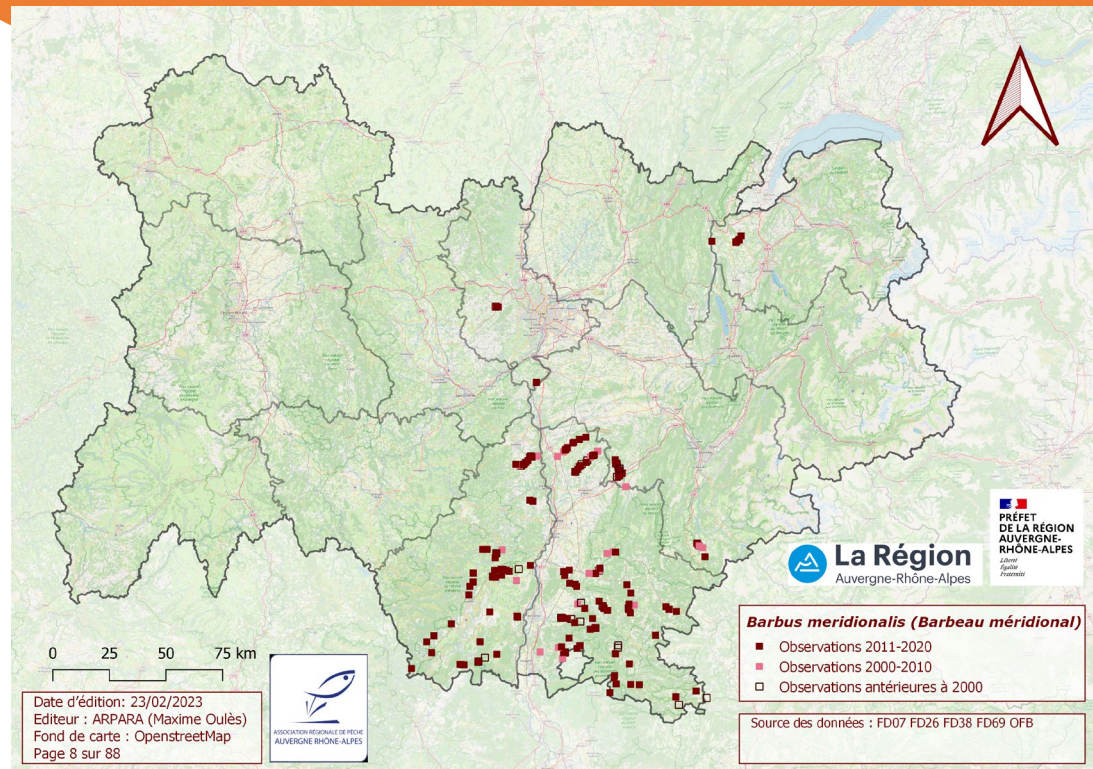 PRÉFET
DE LA RÉGION
AUVERGNE-
RHÔNE-ALPES
Liberté
Égalité
Fraternité
La Région
Auvergne-Rhône-Alpes
Barbus meridionalis (Barbeau méridional)
Observations 2011-2020
Observations 2000-2010
Observations antérieures à 2000
0 25 50 75 km
Date d'édition: 23/02/2023
Editeur : ARPARA (Maxime Oulès)
Fond de carte : OpenstreetMap
Page 8 sur 88
ASSOCIATION RÉGIONALE DE PÊCHE
AUVERGNE RHÔNE-ALPES
Source des données : FD07 FD26 FD38 FD69 OFB